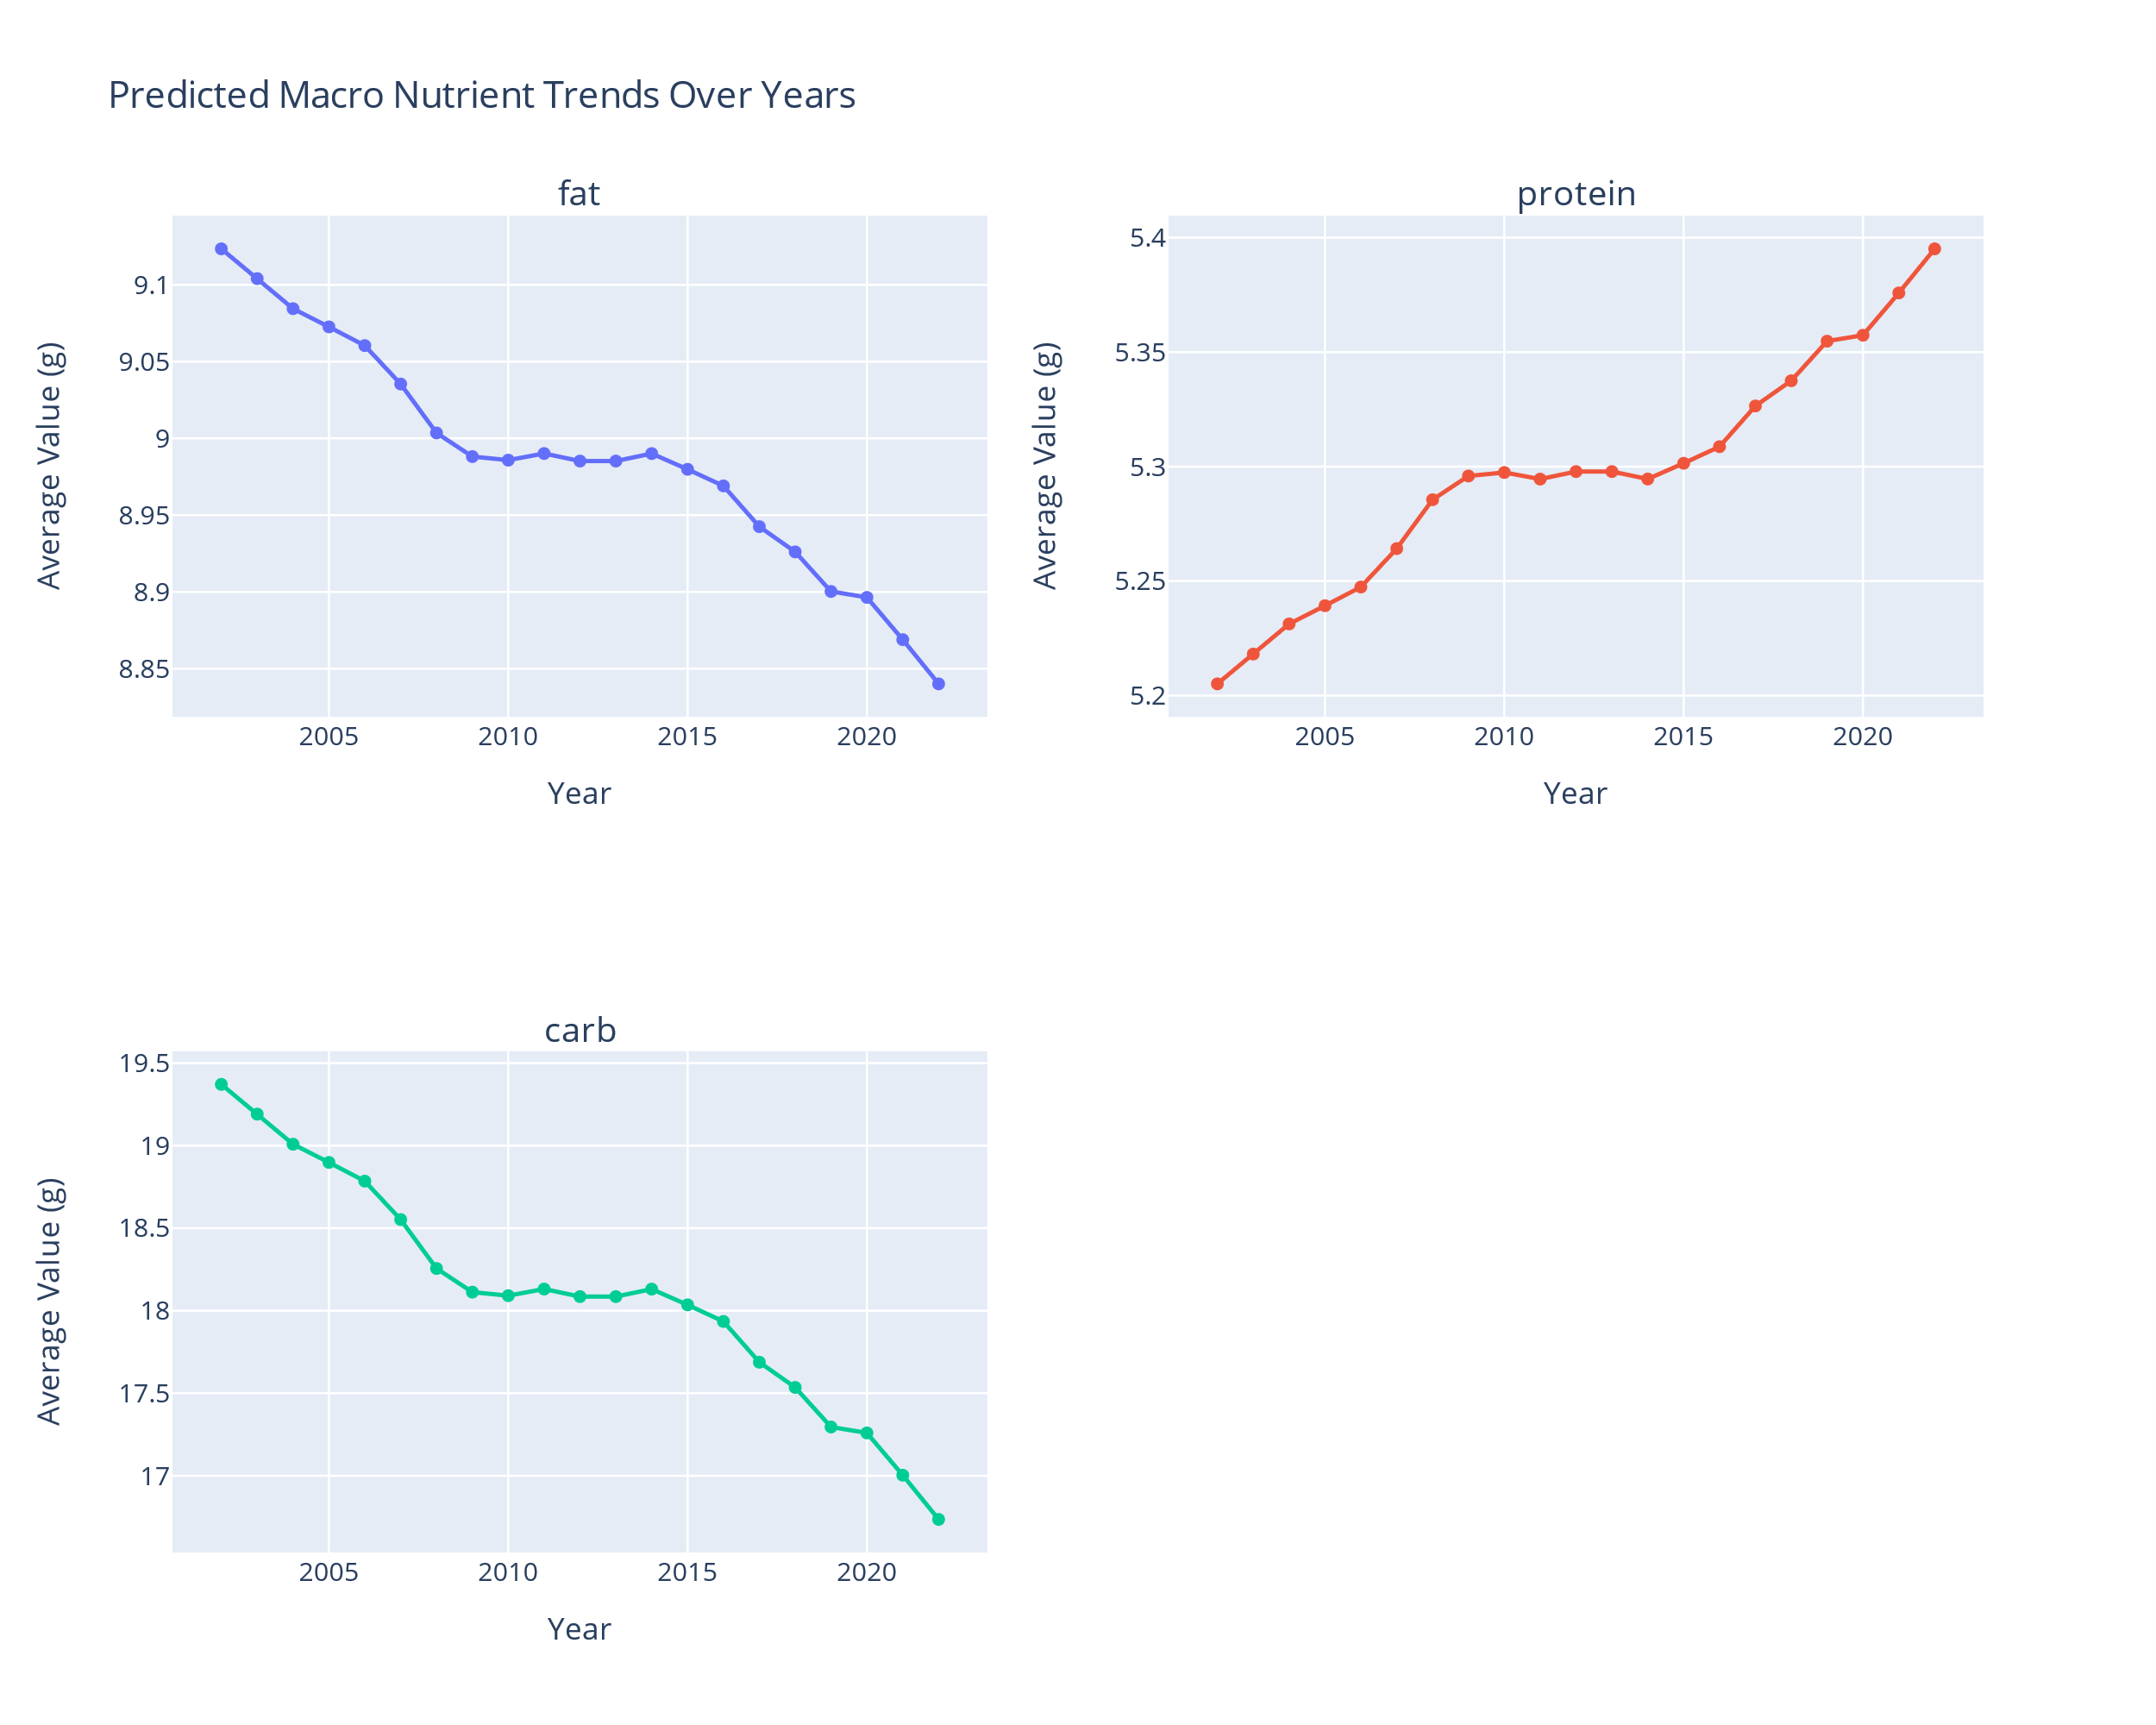 Predicted Macro Nutrient Trends Over Years
fat
9.1
9.05
9
8.95
8.9
8.85
Average Value (g)
2005 2010 2015 2020
Year
protein
5.4
5.35
5.3
5.25
5.2
Average Value (g)
2005 2010 2015 2020
Year
carb
19.5
19
18.5
18
17.5
17
Average Value (g)
2005 2010 2015 2020
Year